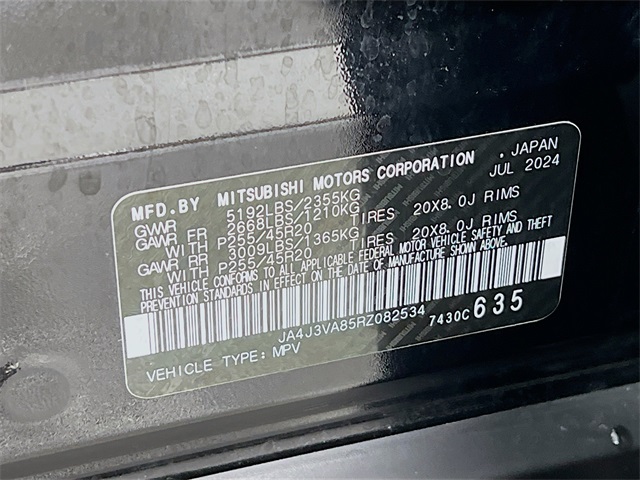 MFD.BY MITSUBISHI MOTORS CORPORATION . JAPAN
JUL 2024
GVWR 5192LBS/2355KG
GAWR FR 2668LBS/1210KG
WITH P255/45R20 TIRES 20X8.0J RIMS
GAWR RR 3009LBS/1365KG
WITH P255/45R20 TIRES 20X8.0J RIMS
THIS VEHICLE CONFORMS TO ALL APPLICABLE FEDERAL MOTOR VEHICLE SAFETY AND THEFT
PREVENTION STANDARDS IN EFFECT ON THE DATE OF MANUFACTURE SHOWN ABOVE.
JA4J3VA85RZ082534 7430C 635
VEHICLE TYPE: MPV